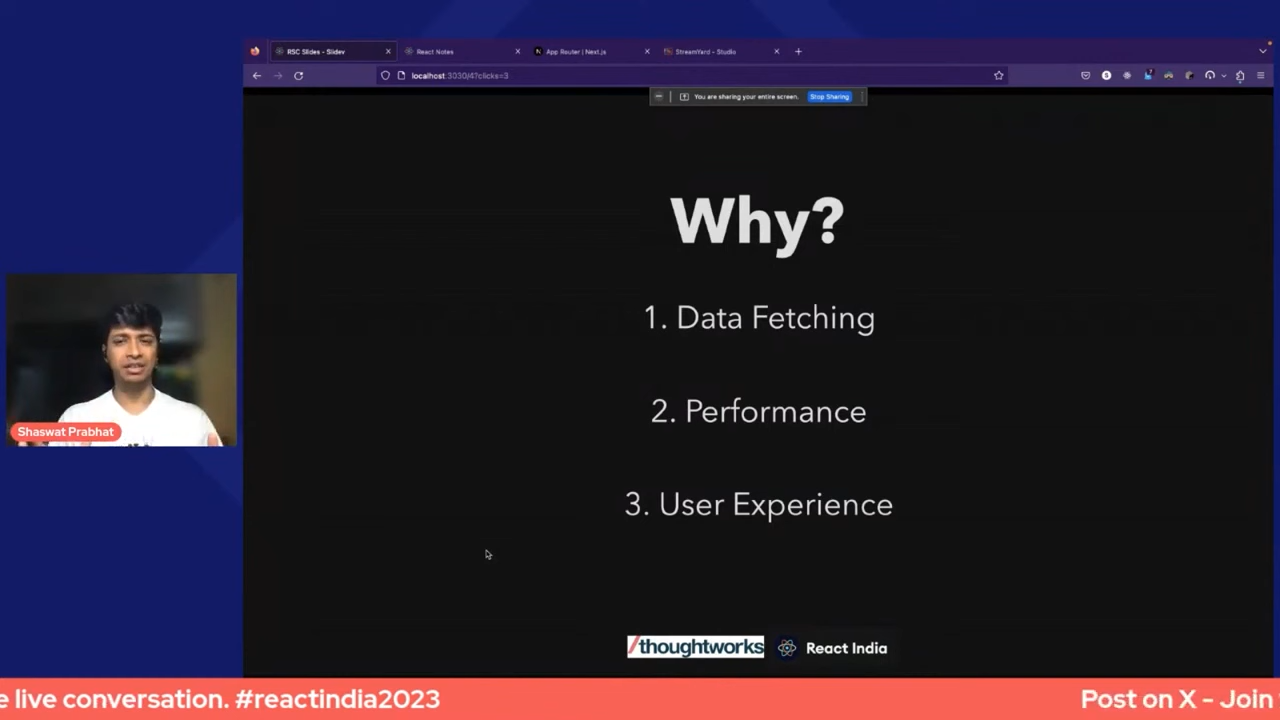 RSC Slides - Slidev
React Notes
App Router | Next.js
StreamYard - Studio
localhost:3030/4?clicks=3
You are sharing your entire screen.
Stop Sharing
Why?
1. Data Fetching
2. Performance
3. User Experience
Shaswat Prabhat
/thoughtworks
React India
e live conversation. #reactindia2023
Post on X - Join